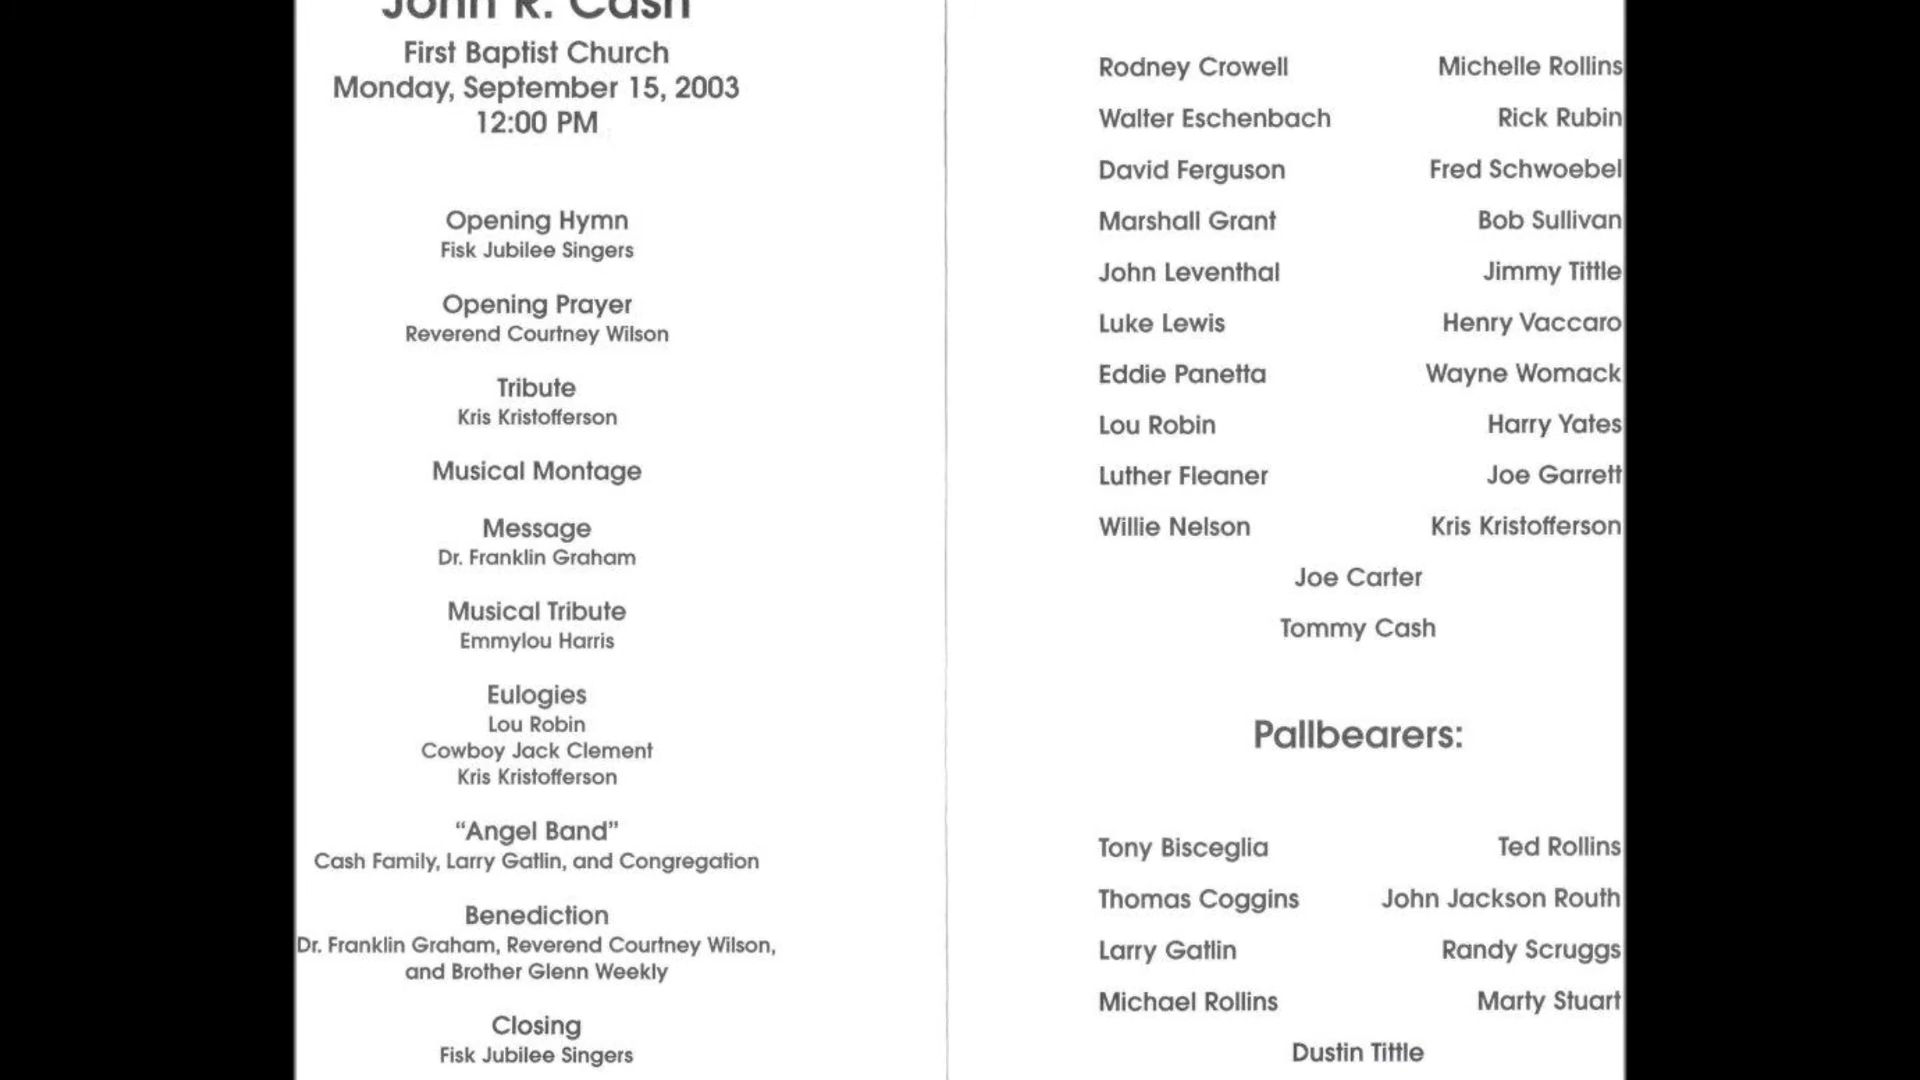 John R. Cash
First Baptist Church
Monday, September 15, 2003
12:00 PM
Opening Hymn
Fisk Jubilee Singers
Opening Prayer
Reverend Courtney Wilson
Tribute
Kris Kristofferson
Musical Montage
Message
Dr. Franklin Graham
Musical Tribute
Emmylou Harris
Eulogies
Lou Robin
Cowboy Jack Clement
Kris Kristofferson
“Angel Band”
Cash Family, Larry Gatlin, and Congregation
Benediction
Dr. Franklin Graham, Reverend Courtney Wilson,
and Brother Glenn Weekly
Closing
Fisk Jubilee Singers
Rodney Crowell Michelle Rollins
Walter Eschenbach Rick Rubin
David Ferguson Fred Schwoebel
Marshall Grant Bob Sullivan
John Leventhal Jimmy Tittle
Luke Lewis Henry Vaccaro
Eddie Panetta Wayne Womack
Lou Robin Harry Yates
Luther Fleaner Joe Garrett
Willie Nelson Kris Kristofferson
Joe Carter
Tommy Cash
Pallbearers:
Tony Bisceglia Ted Rollins
Thomas Coggins John Jackson Routh
Larry Gatlin Randy Scruggs
Michael Rollins Marty Stuart
Dustin Tittle